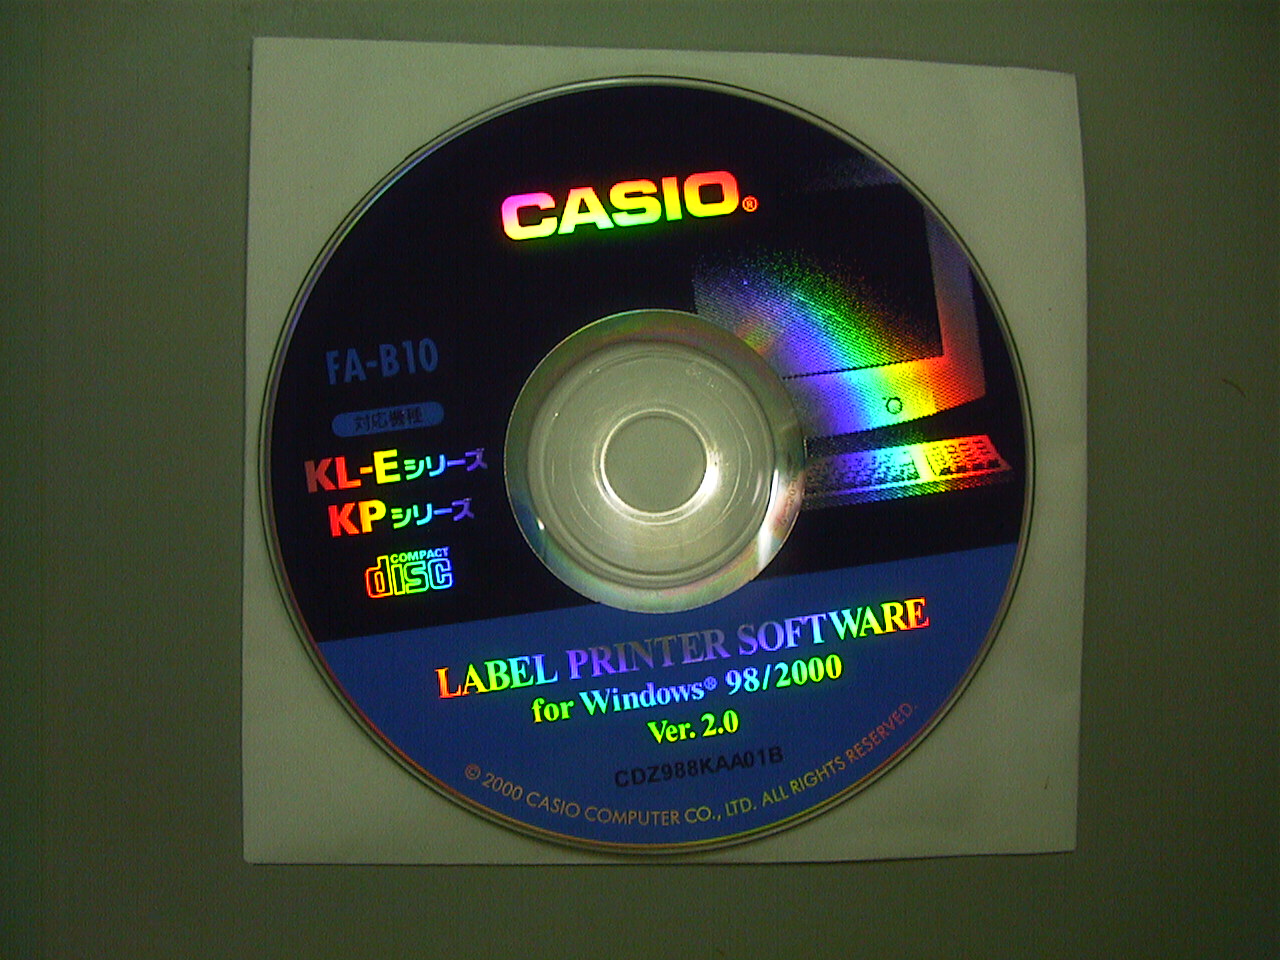 CASIO®
FA-B10
対応機種
KL-Eシリーズ
KPシリーズ
COMPACT
disc
LABEL PRINTER SOFTWARE
for Windows® 98/2000
Ver. 2.0
CDZ988KAA01B
© 2000 CASIO COMPUTER CO., LTD. ALL RIGHTS RESERVED.